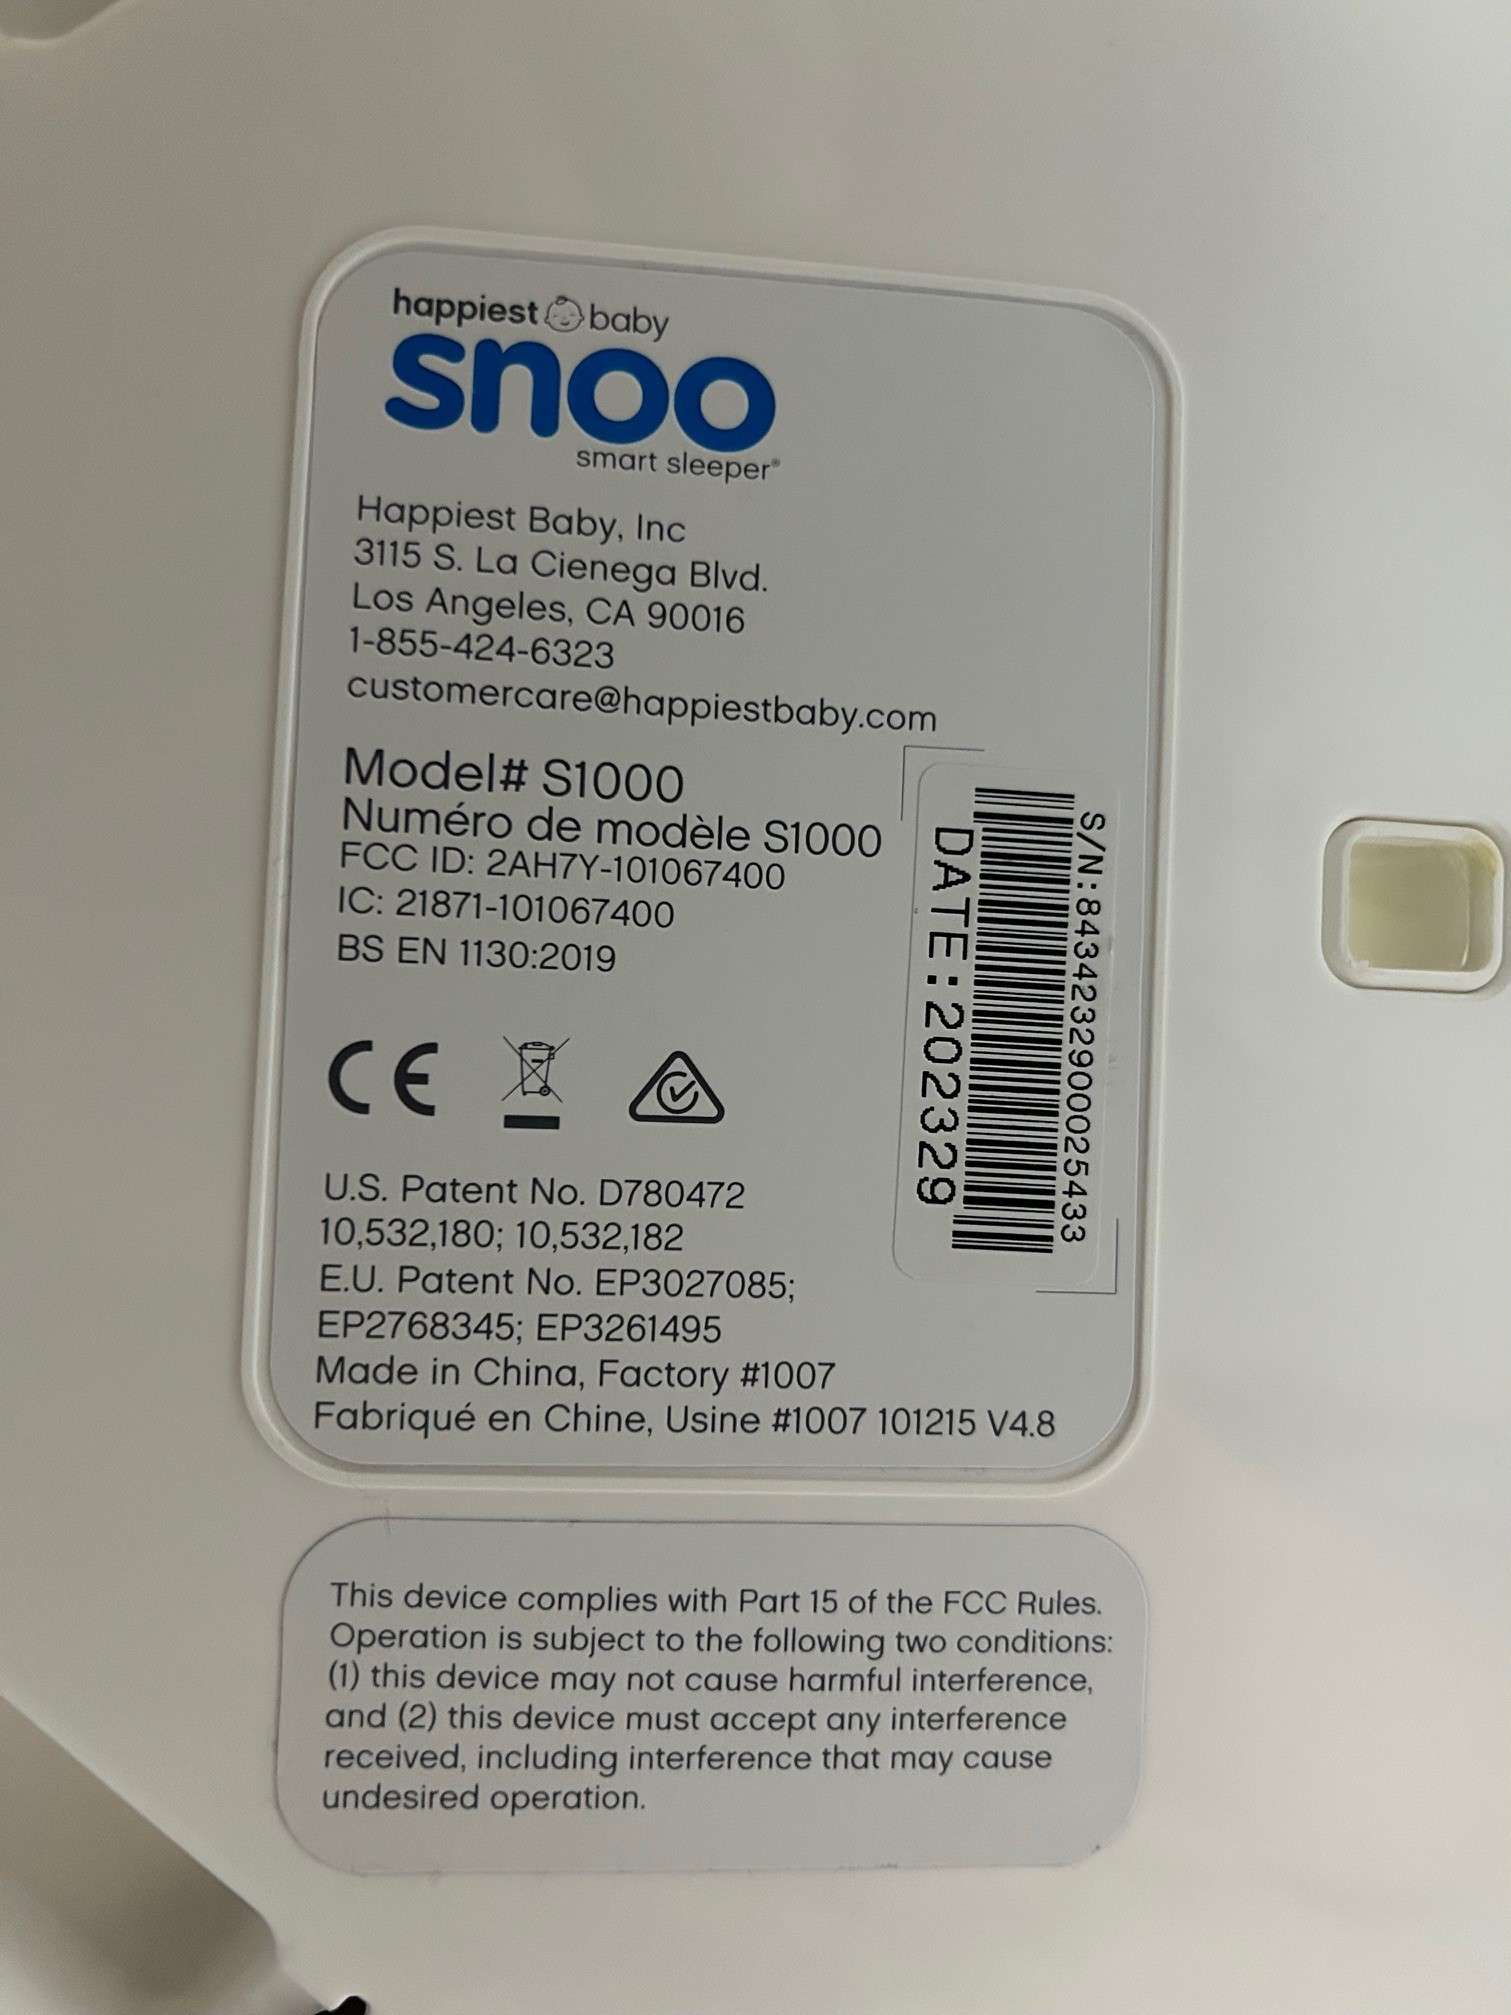 happiest baby
snoo
smart sleeper®
Happiest Baby, Inc
3115 S. La Cienega Blvd.
Los Angeles, CA 90016
1-855-424-6323
customercare@happiestbaby.com
Model# S1000
Numéro de modèle S1000
FCC ID: 2AH7Y-101067400
IC: 21871-101067400
BS EN 1130:2019
S/N:8434232900025433
DATE:202329
CE
U.S. Patent No. D780472
10,532,180; 10,532,182
E.U. Patent No. EP3027085;
EP2768345; EP3261495
Made in China, Factory #1007
Fabriqué en Chine, Usine #1007 101215 V4.8
This device complies with Part 15 of the FCC Rules.
Operation is subject to the following two conditions:
(1) this device may not cause harmful interference,
and (2) this device must accept any interference
received, including interference that may cause
undesired operation.